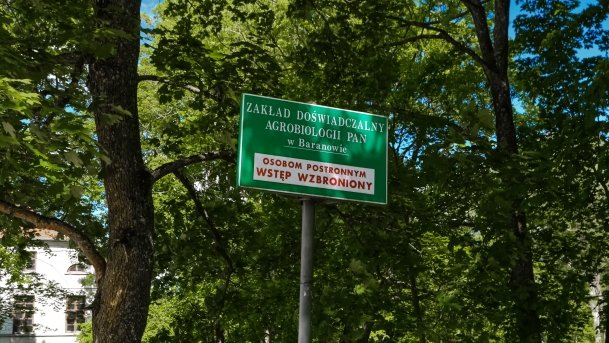 ZAKŁAD DOŚWIADCZALNY
AGROBIOLOGII PAN
w Baranowie
OSOBOM POSTRONNYM
WSTĘP WZBRONIONY